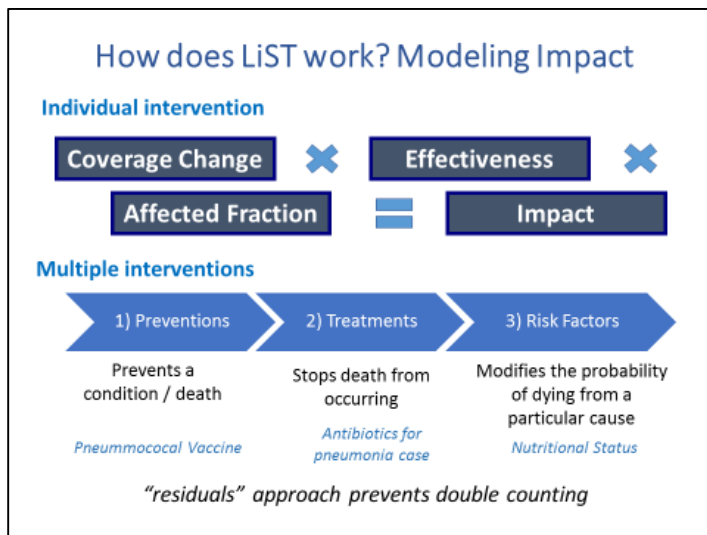 How does LiST work? Modeling Impact
Individual intervention
Coverage Change
Effectiveness
Affected Fraction
Impact
Multiple interventions
1) Preventions
2) Treatments
3) Risk Factors
Prevents a
condition / death
Stops death from
occurring
Modifies the probability
of dying from a
particular cause
Pneummococal Vaccine
Antibiotics for
pneumonia case
Nutritional Status
“residuals” approach prevents double counting